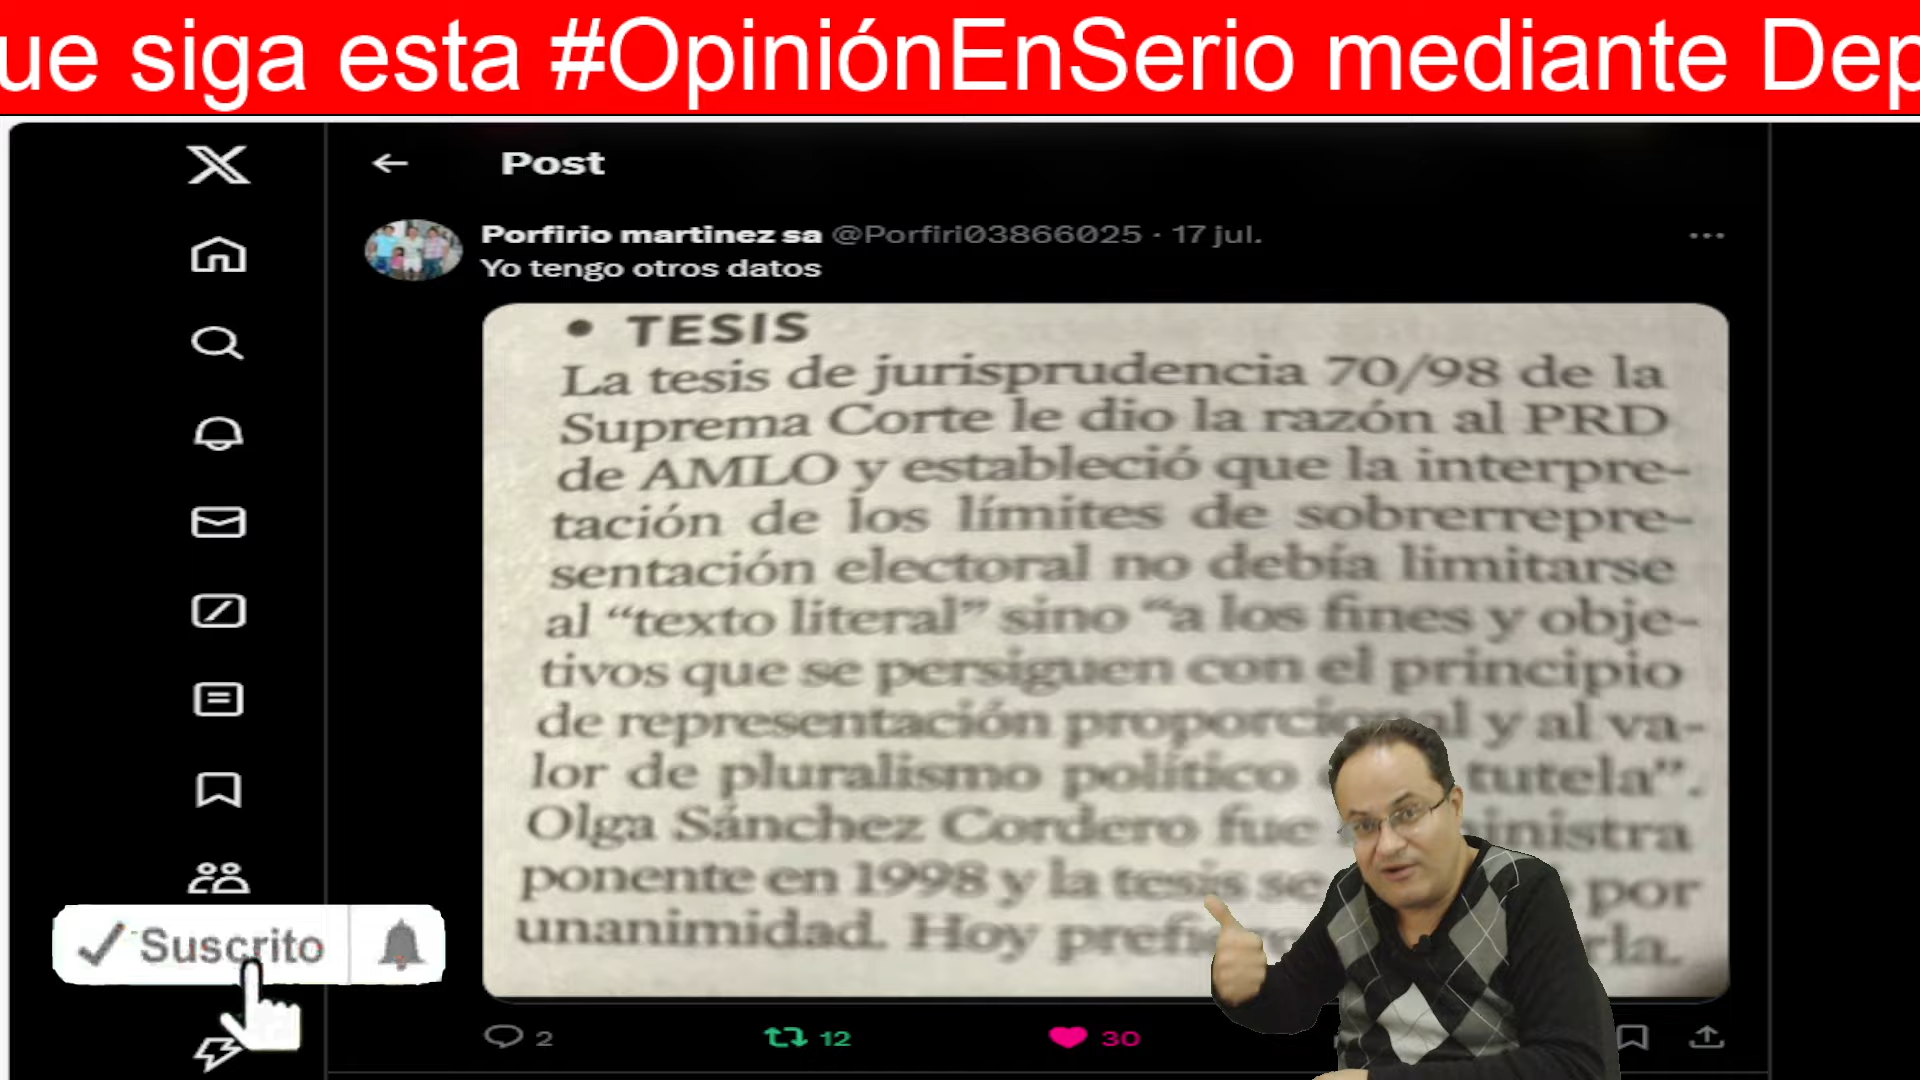 ue siga esta #OpiniónEnSerio mediante Dep
Post
Porfirio martinez sa @Porfiri03866025 · 17 jul.
Yo tengo otros datos
• TESIS
La tesis de jurisprudencia 70/98 de la
Suprema Corte le dio la razón al PRD
de AMLO y estableció que la interpre-
tación de los límites de sobrerrepre-
sentación electoral no debía limitarse
al “texto literal” sino “a los fines y obje-
tivos que se persiguen con el principio
de representación proporcional y al va-
lor de pluralismo político tutela”.
Olga Sánchez Cordero fue
ponente en 1998 y la tesis se por
unanimidad. Hoy
Suscrito
2 12 30